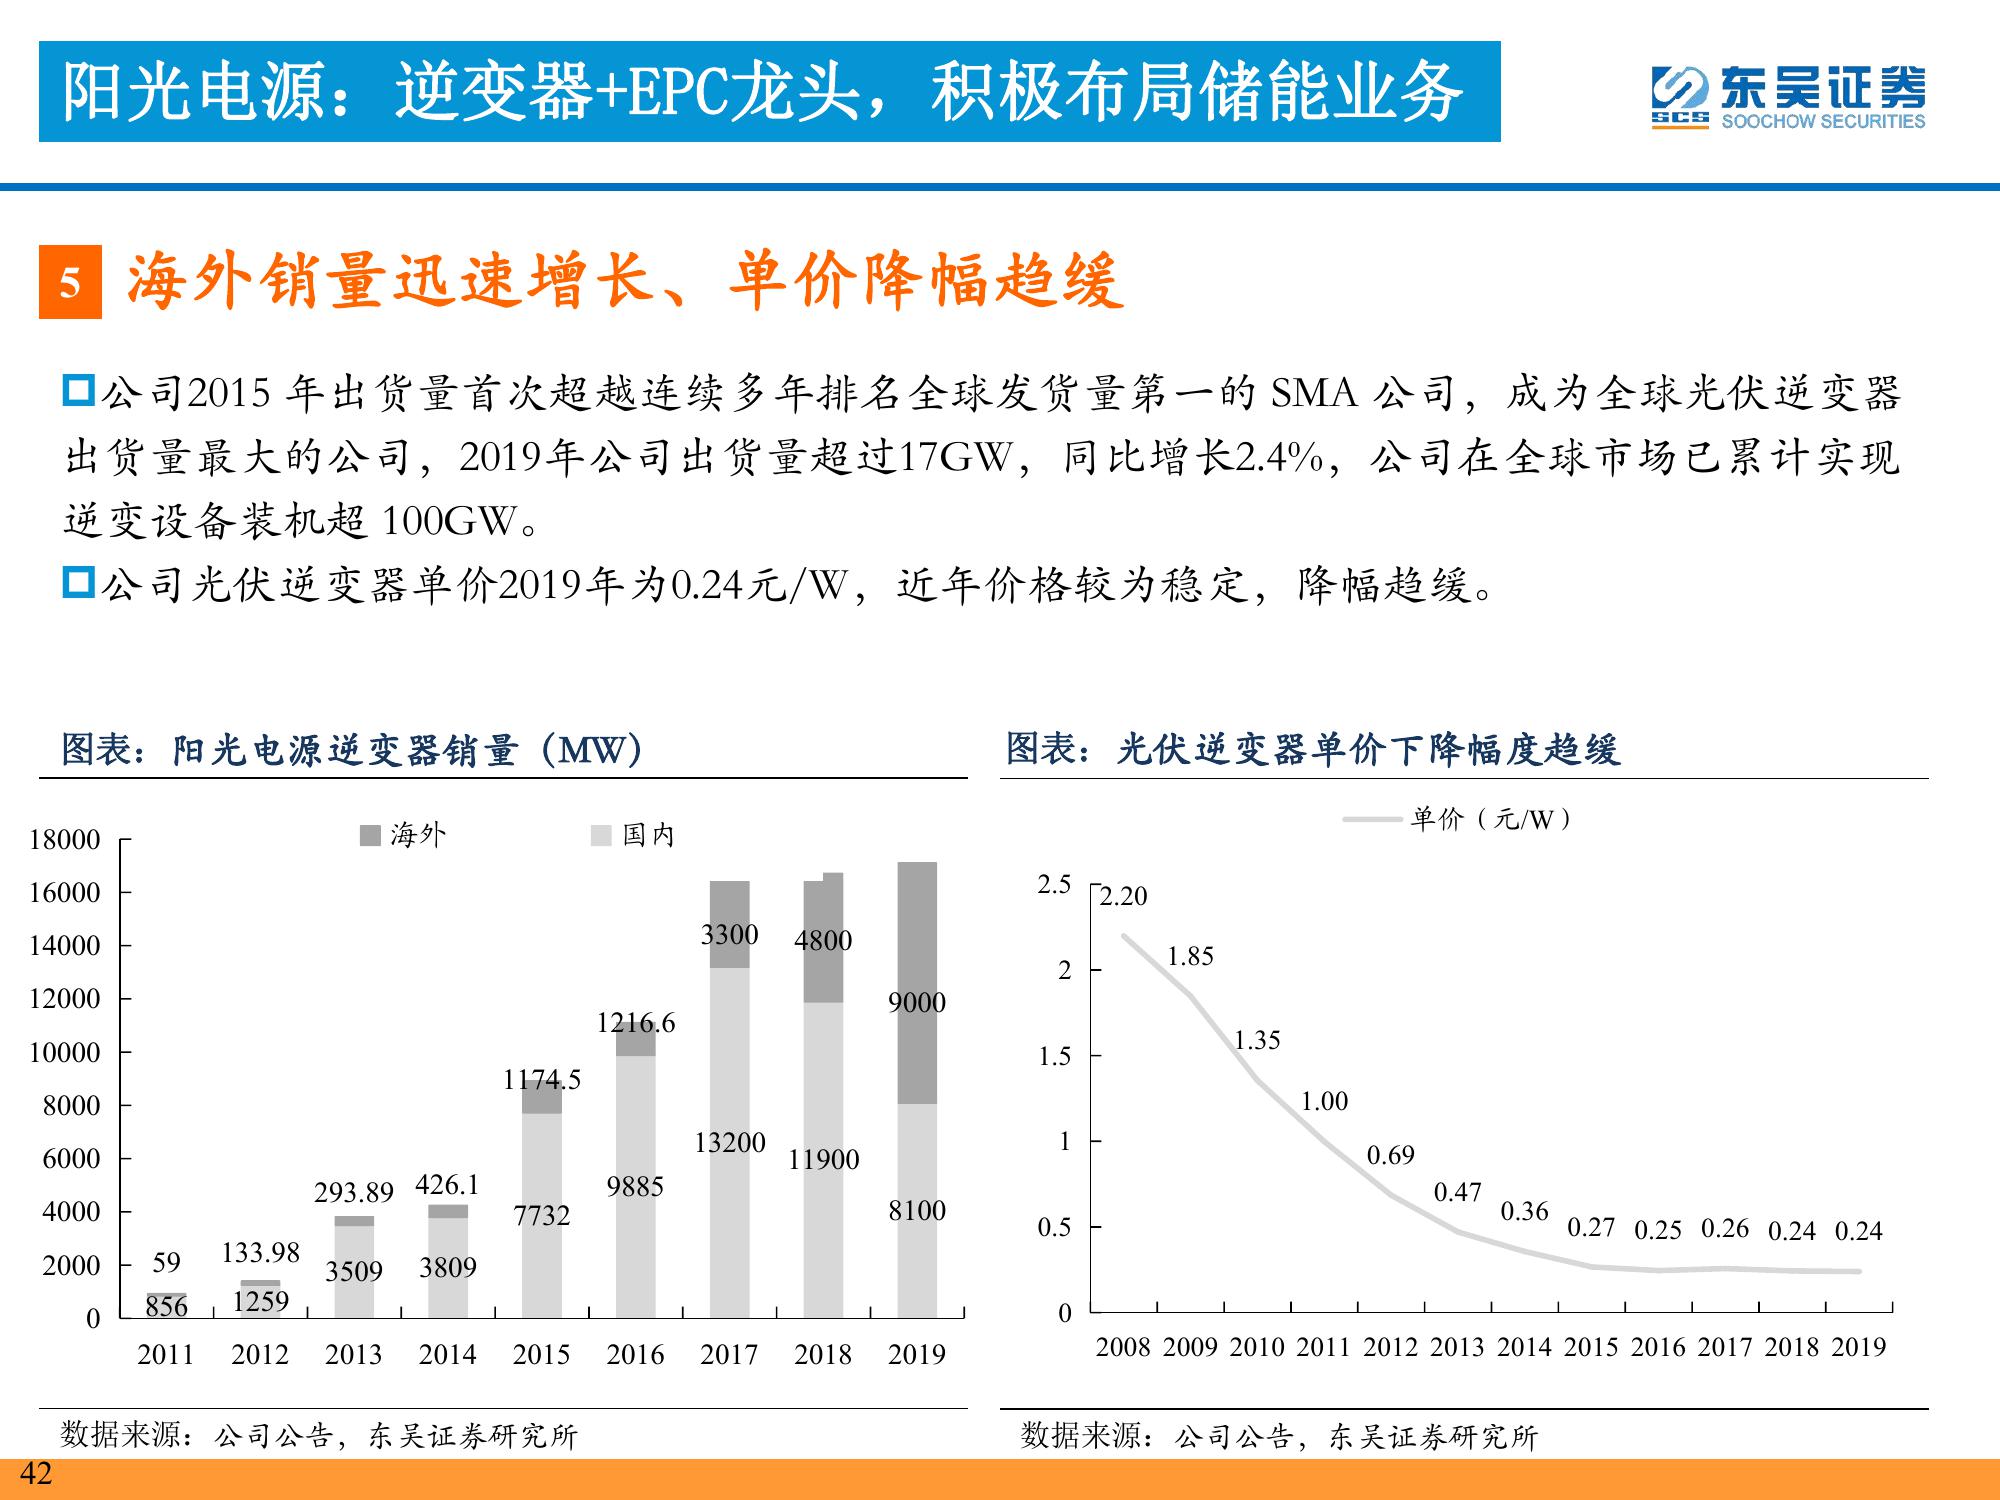 阳光电源：逆变器+EPC龙头，积极布局储能业务
东吴证券
SCS SOOCHOW SECURITIES
5 海外销量迅速增长、单价降幅趋缓
公司2015 年出货量首次超越连续多年排名全球发货量第一的 SMA 公司，成为全球光伏逆变器
出货量最大的公司，2019年公司出货量超过17GW，同比增长2.4%，公司在全球市场已累计实现
逆变设备装机超 100GW。
公司光伏逆变器单价2019年为0.24元/W，近年价格较为稳定，降幅趋缓。
图表：阳光电源逆变器销量（MW）
海外 国内
18000
16000
14000
12000
10000
8000
6000
4000
2000
0
59
133.98
293.89
426.1
1174.5
1216.6
3300
4800
9000
856
1259
3509
3809
7732
9885
13200
11900
8100
2011 2012 2013 2014 2015 2016 2017 2018 2019
数据来源：公司公告，东吴证券研究所
图表：光伏逆变器单价下降幅度趋缓
单价（元/W）
2.5
2
1.5
1
0.5
0
2.20
1.85
1.35
1.00
0.69
0.47
0.36
0.27
0.25
0.26
0.24
0.24
2008 2009 2010 2011 2012 2013 2014 2015 2016 2017 2018 2019
数据来源：公司公告，东吴证券研究所
42